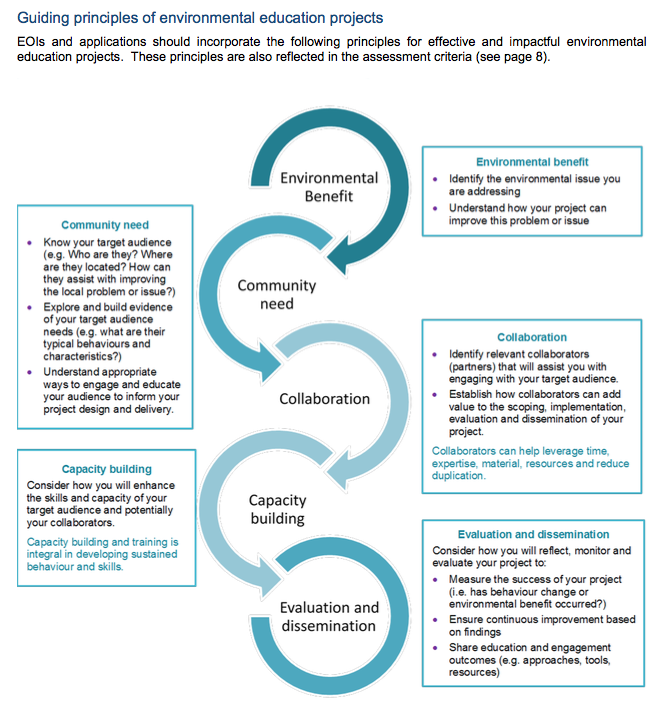 Guiding principles of environmental education projects
EOIs and applications should incorporate the following principles for effective and impactful environmental
education projects.  These principles are also reflected in the assessment criteria (see page 8).
Environmental
Benefit
Environmental benefit
• Identify the environmental issue you
are addressing
• Understand how your project can
improve this problem or issue
Community need
• Know your target audience
(e.g. Who are they? Where
are they located? How can
they assist with improving
the local problem or issue?)
• Explore and build evidence
of your target audience
needs (e.g. what are their
typical behaviours and
characteristics?)
• Understand appropriate
ways to engage and educate
your audience to inform your
project design and delivery.
Community
need
Collaboration
Collaboration
• Identify relevant collaborators
(partners) that will assist you with
engaging with your target audience.
• Establish how collaborators can add
value to the scoping, implementation,
evaluation and dissemination of your
project.
Collaborators can help leverage time,
expertise, material, resources and reduce
duplication.
Capacity building
Consider how you will enhance
the skills and capacity of your
target audience and potentially
your collaborators.
Capacity building and training is
integral in developing sustained
behaviour and skills.
Capacity
building
Evaluation and
dissemination
Evaluation and dissemination
Consider how you will reflect, monitor and
evaluate your project to:
• Measure the success of your project
(i.e. has behaviour change or
environmental benefit occurred?)
• Ensure continuous improvement based
on findings
• Share education and engagement
outcomes (e.g. approaches, tools,
resources)